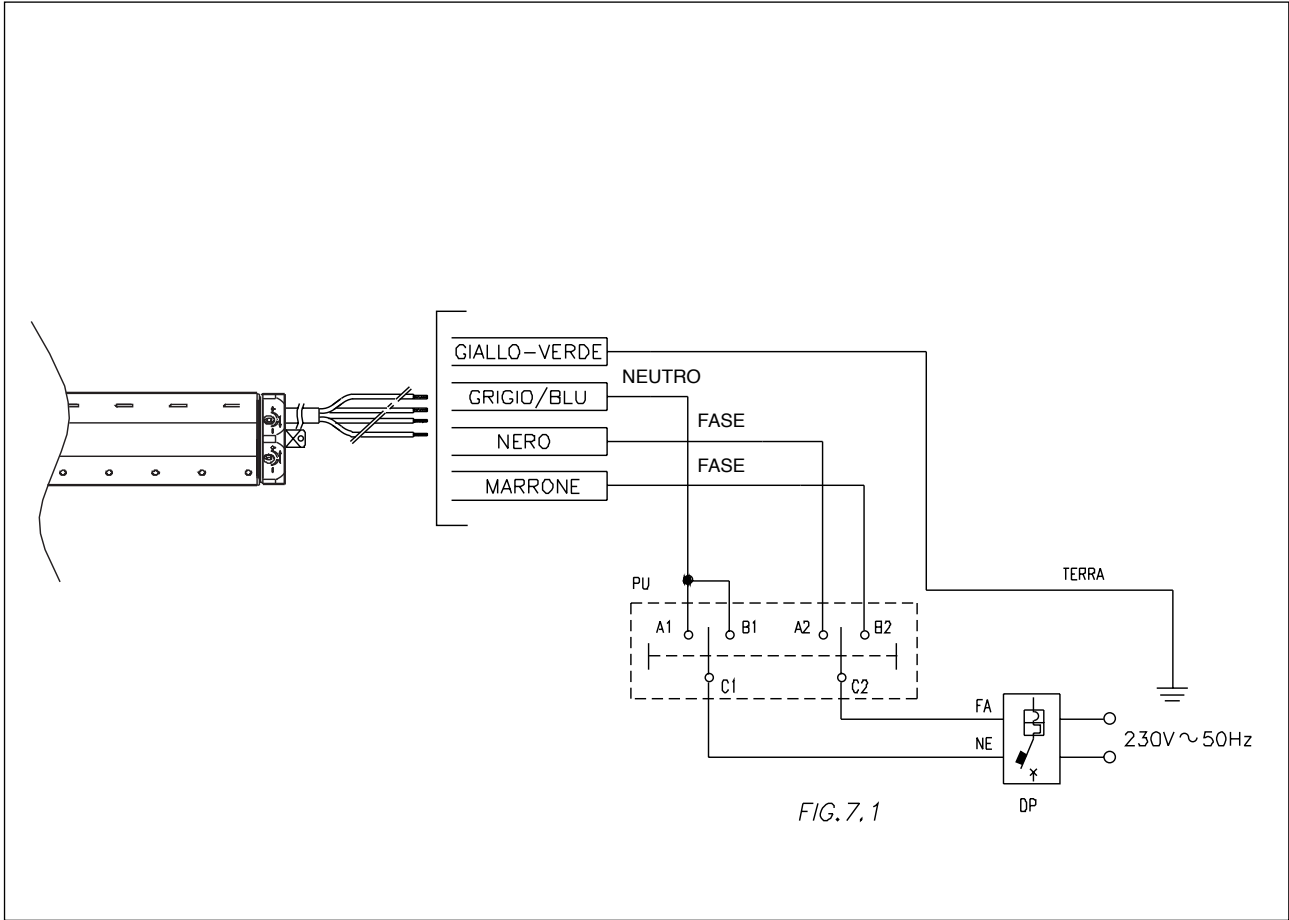 GIALLO-VERDE
NEUTRO
GRIGIO/BLU
FASE
NERO
FASE
MARRONE
TERRA
PU
A1 B1 A2 B2
C1 C2
FA
NE
230V ~ 50Hz
DP
FIG.7.1